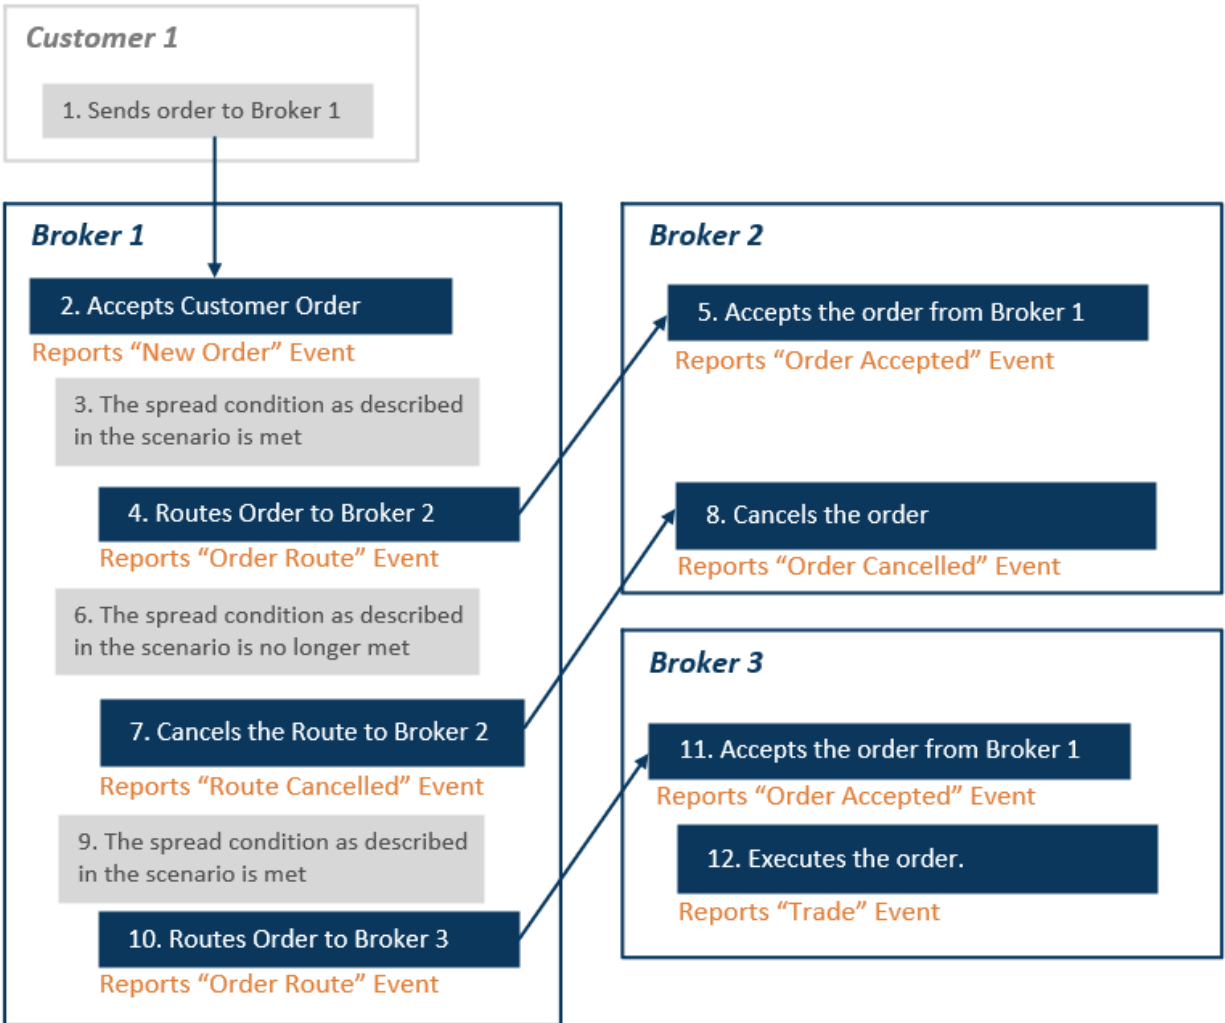 Customer 1
1. Sends order to Broker 1
Broker 1
2. Accepts Customer Order
Reports “New Order” Event
3. The spread condition as described
in the scenario is met
4. Routes Order to Broker 2
Reports “Order Route” Event
6. The spread condition as described
in the scenario is no longer met
7. Cancels the Route to Broker 2
Reports “Route Cancelled” Event
9. The spread condition as described
in the scenario is met
10. Routes Order to Broker 3
Reports “Order Route” Event
Broker 2
5. Accepts the order from Broker 1
Reports “Order Accepted” Event
8. Cancels the order
Reports “Order Cancelled” Event
Broker 3
11. Accepts the order from Broker 1
Reports “Order Accepted” Event
12. Executes the order.
Reports “Trade” Event